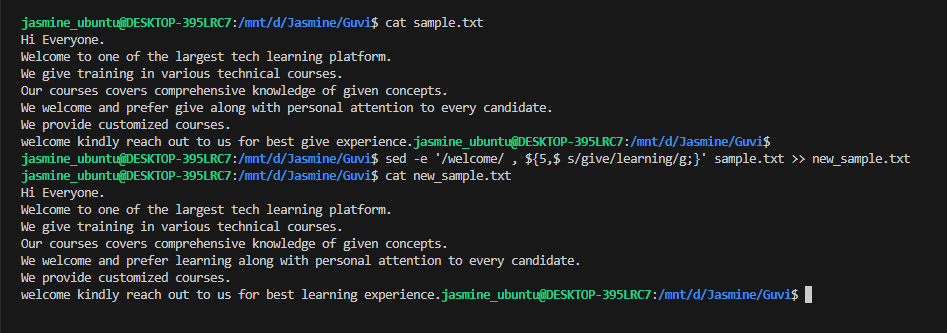 jasmine_ubuntu@DESKTOP-395LRC7:/mnt/d/Jasmine/Guvi$ cat sample.txt
Hi Everyone.
Welcome to one of the largest tech learning platform.
We give training in various technical courses.
Our courses covers comprehensive knowledge of given concepts.
We welcome and prefer give along with personal attention to every candidate.
We provide customized courses.
welcome kindly reach out to us for best give experience.jasmine_ubuntu@DESKTOP-395LRC7:/mnt/d/Jasmine/Guvi$
jasmine_ubuntu@DESKTOP-395LRC7:/mnt/d/Jasmine/Guvi$ sed -e '/welcome/ , ${5,$ s/give/learning/g;}' sample.txt >> new_sample.txt
jasmine_ubuntu@DESKTOP-395LRC7:/mnt/d/Jasmine/Guvi$ cat new_sample.txt
Hi Everyone.
Welcome to one of the largest tech learning platform.
We give training in various technical courses.
Our courses covers comprehensive knowledge of given concepts.
We welcome and prefer learning along with personal attention to every candidate.
We provide customized courses.
welcome kindly reach out to us for best learning experience.jasmine_ubuntu@DESKTOP-395LRC7:/mnt/d/Jasmine/Guvi$